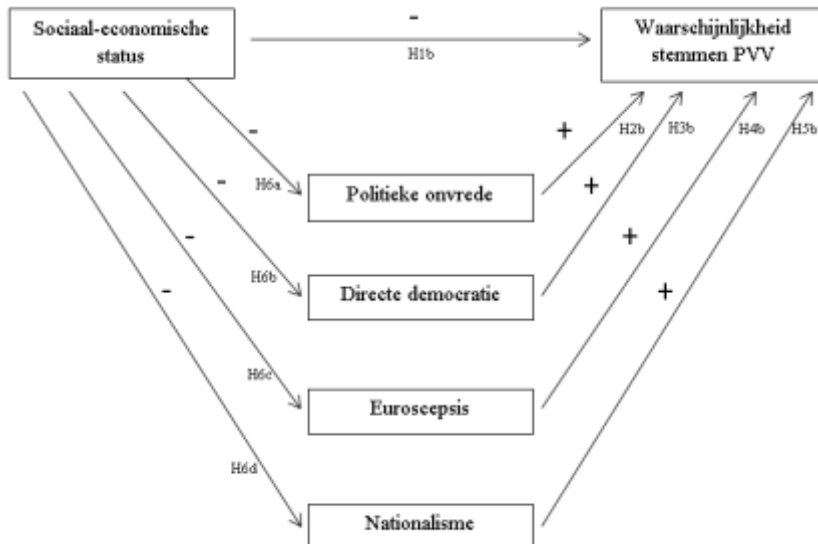 Sociaal-economische
status
-
H1b
Waarschijnlijkheid
stemmen PVV
-
+
H2b
H3b
H4b
H5b
H6a
Politieke onvrede
+
-
-
+
H6b
Directe democratie
-
+
H6c
Eurosceptsis
H6d
Nationalisme